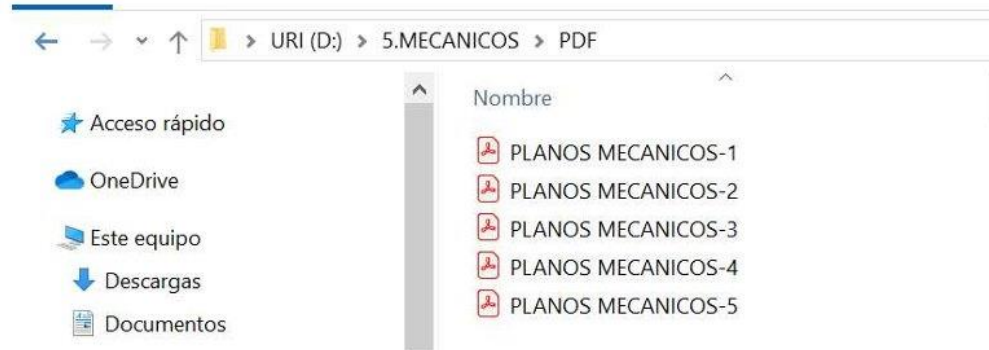 URI (D:) > 5.MECANICOS > PDF
Acceso rápido
OneDrive
Este equipo
Descargas
Documentos
Nombre
PLANOS MECANICOS-1
PLANOS MECANICOS-2
PLANOS MECANICOS-3
PLANOS MECANICOS-4
PLANOS MECANICOS-5